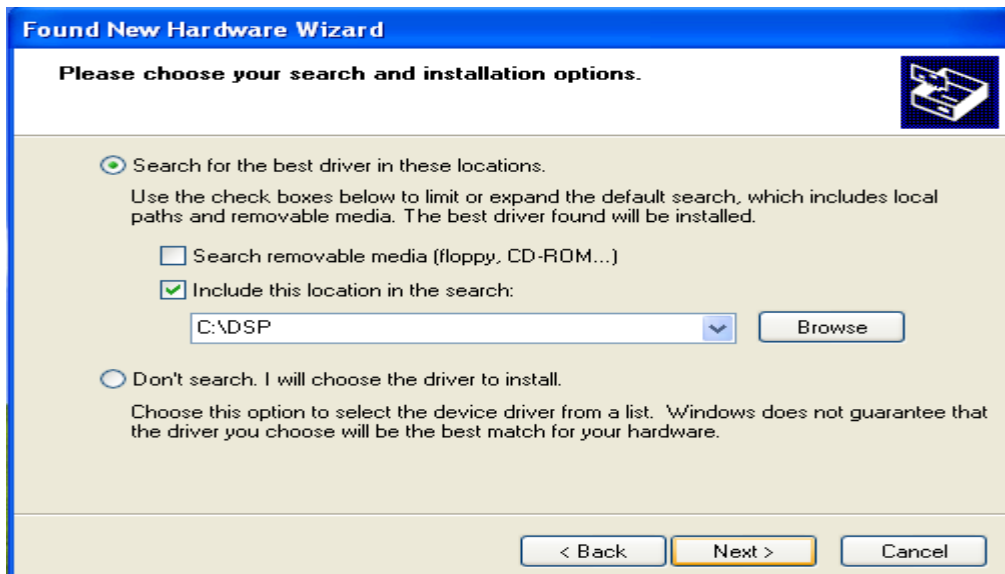 Found New Hardware Wizard
Please choose your search and installation options.
Search for the best driver in these locations.
Use the check boxes below to limit or expand the default search, which includes local
paths and removable media. The best driver found will be installed.
Search removable media (floppy, CD-ROM...)
Include this location in the search:
C:\DSP
Browse
Don't search. I will choose the driver to install.
Choose this option to select the device driver from a list. Windows does not guarantee that
the driver you choose will be the best match for your hardware.
< Back Next > Cancel